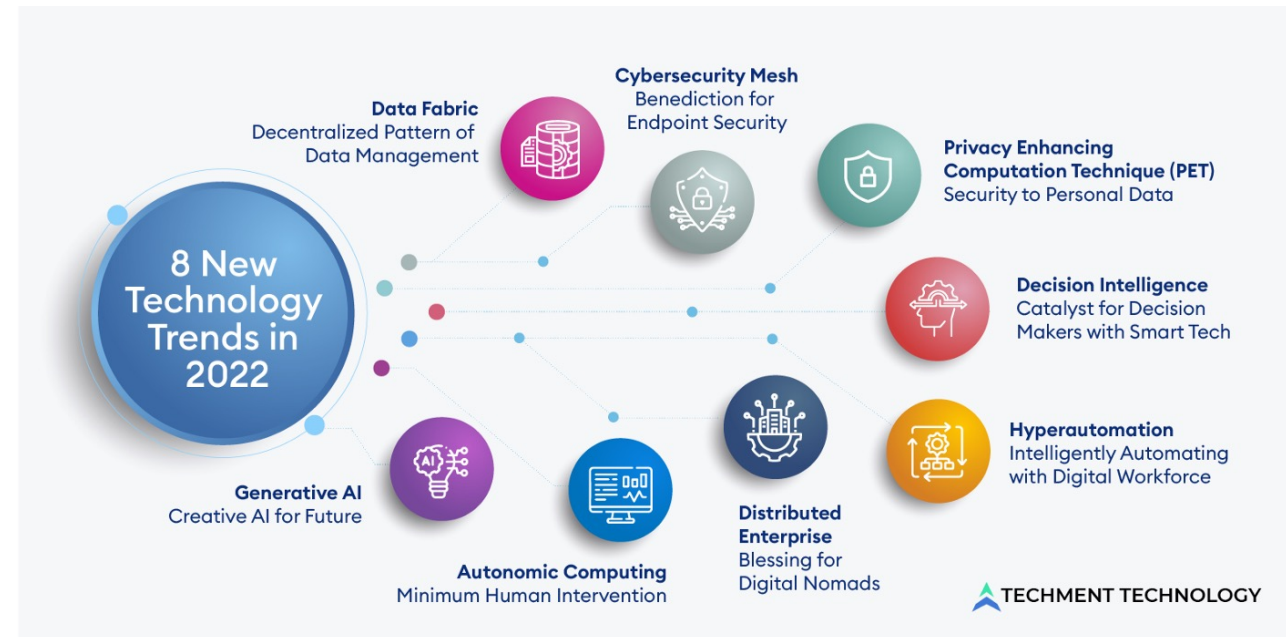 8 New
Technology
Trends in
2022
Data Fabric
Decentralized Pattern of
Data Management
Cybersecurity Mesh
Benediction for
Endpoint Security
Privacy Enhancing
Computation Technique (PET)
Security to Personal Data
Decision Intelligence
Catalyst for Decision
Makers with Smart Tech
Hyperautomation
Intelligently Automating
with Digital Workforce
Distributed
Enterprise
Blessing for
Digital Nomads
Autonomic Computing
Minimum Human Intervention
AI
Generative AI
Creative AI for Future
TECHMENT TECHNOLOGY